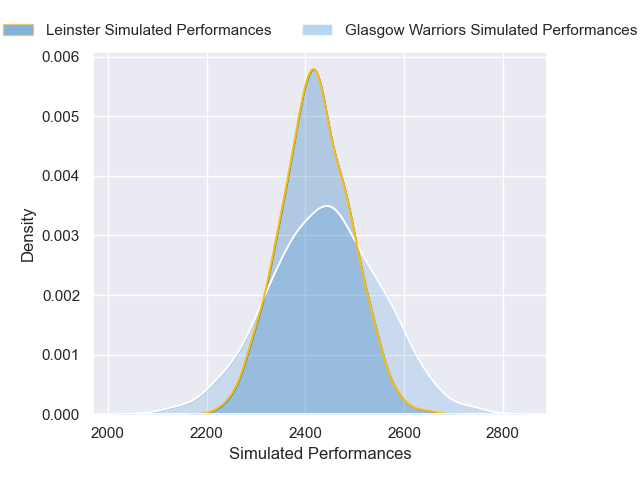 Leinster Simulated Performances
Glasgow Warriors Simulated Performances
0.006
0.005
0.004
0.003
0.002
0.001
0.000
Density
2000 2200 2400 2600 2800
Simulated Performances